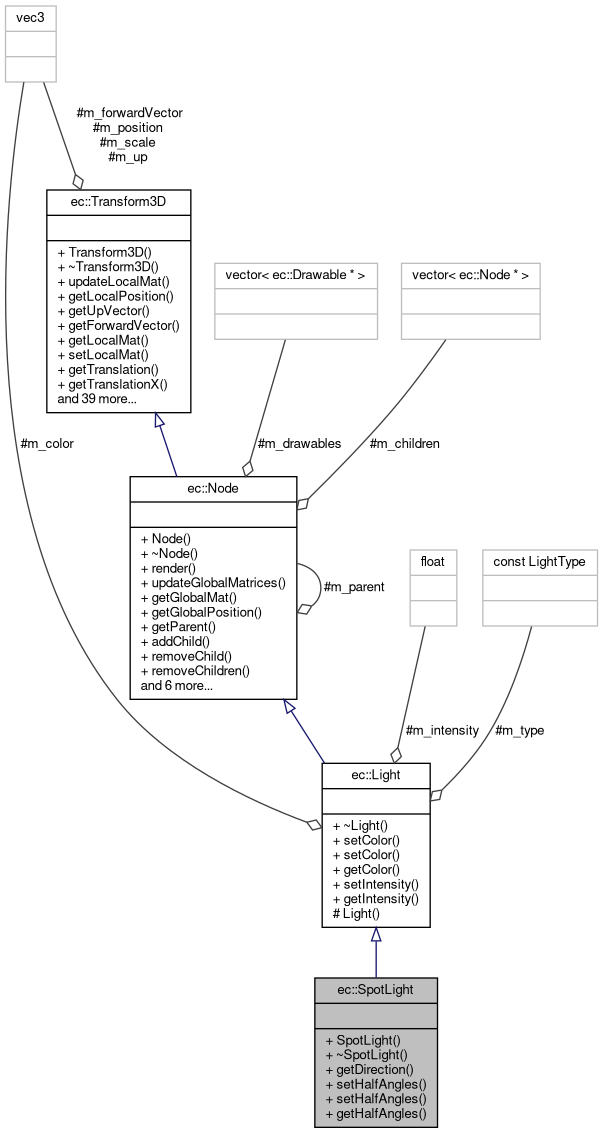 vec3
#m_forwardVector
#m_position
#m_scale
#m_up
ec::Transform3D
+ Transform3D()
+ ~Transform3D()
+ updateLocalMat()
+ getLocalPosition()
+ getUpVector()
+ getForwardVector()
+ getLocalMat()
+ setLocalMat()
+ getTranslation()
+ getTranslationX()
and 39 more...
vector< ec::Drawable * >
vector< ec::Node * >
#m_color
#m_drawables
#m_children
ec::Node
+ Node()
+ ~Node()
+ render()
+ updateGlobalMatrices()
+ getGlobalMat()
+ getGlobalPosition()
+ getParent()
+ addChild()
+ removeChild()
+ removeChildren()
and 6 more...
#m_parent
float
const LightType
#m_intensity
#m_type
ec::Light
+ ~Light()
+ setColor()
+ setColor()
+ getColor()
+ setIntensity()
+ getIntensity()
# Light()
ec::SpotLight
+ SpotLight()
+ ~SpotLight()
+ getDirection()
+ setHalfAngles()
+ setHalfAngles()
+ getHalfAngles()